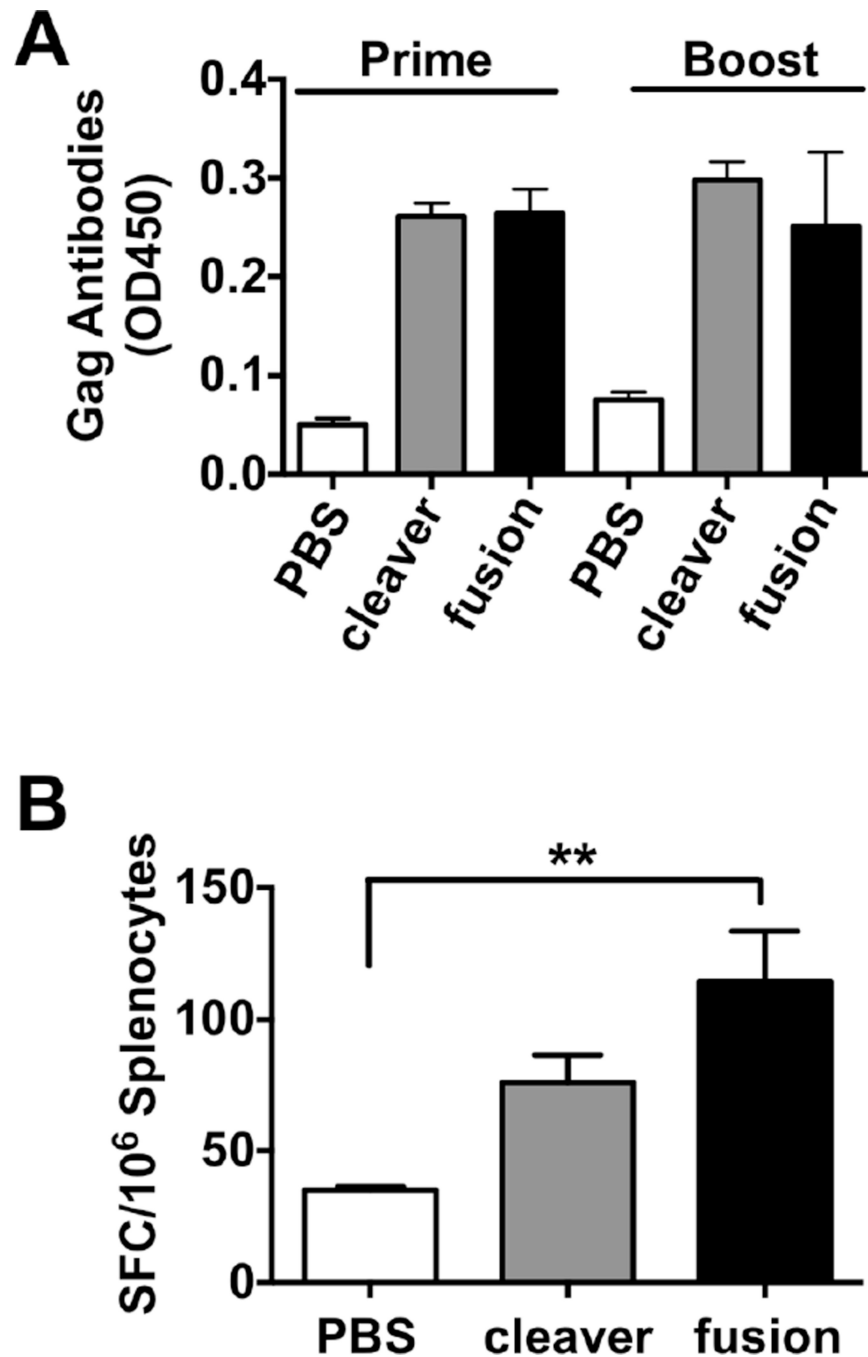 A
Prime Boost
Gag Antibodies
(OD450)
0.4
0.3
0.2
0.1
0.0
PBS cleaver fusion PBS cleaver fusion
B
**
SFC/10⁶ Splenocytes
150
100
50
0
PBS cleaver fusion